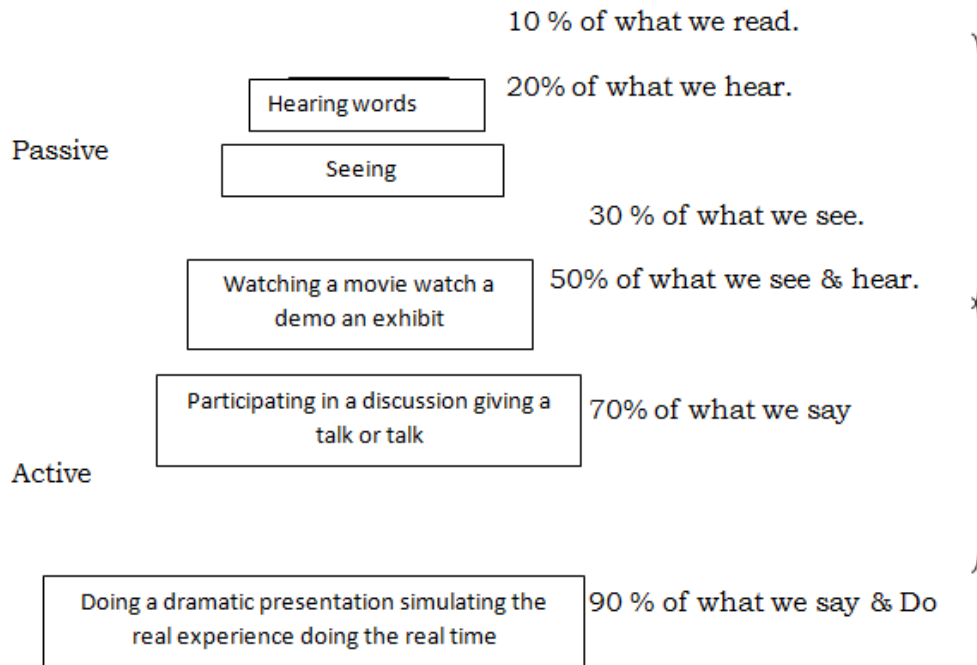 10 % of what we read.
Hearing words
20% of what we hear.
Passive
Seeing
30 % of what we see.
Watching a movie watch a
demo an exhibit
50% of what we see & hear.
Participating in a discussion giving a
talk or talk
70% of what we say
Active
Doing a dramatic presentation simulating the
real experience doing the real time
90 % of what we say & Do